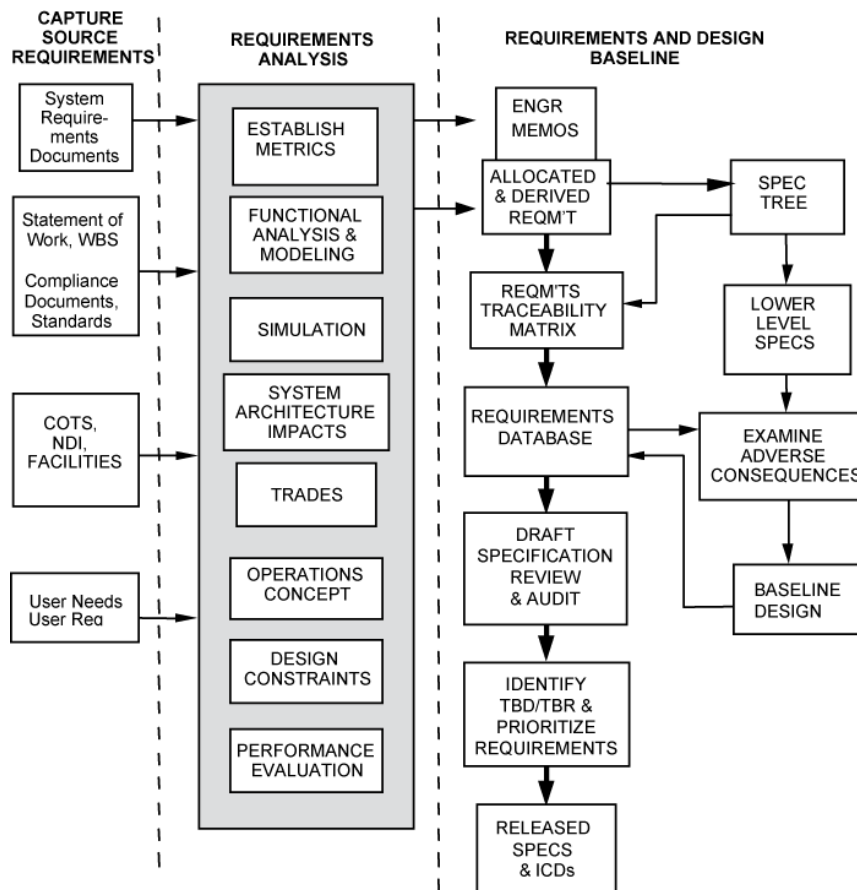 CAPTURE
SOURCE
REQUIREMENTS
REQUIREMENTS
ANALYSIS
REQUIREMENTS AND DESIGN
BASELINE
System
Require-
ments
Documents
Statement of
Work, WBS
Compliance
Documents,
Standards
COTS,
NDI,
FACILITIES
User Needs
User Req
ESTABLISH
METRICS
FUNCTIONAL
ANALYSIS &
MODELING
SIMULATION
SYSTEM
ARCHITECTURE
IMPACTS
TRADES
OPERATIONS
CONCEPT
DESIGN
CONSTRAINTS
PERFORMANCE
EVALUATION
ENGR
MEMOS
ALLOCATED
& DERIVED
REQM'T
REQM'TS
TRACEABILITY
MATRIX
REQUIREMENTS
DATABASE
DRAFT
SPECIFICATION
REVIEW
& AUDIT
IDENTIFY
TBD/TBR &
PRIORITIZE
REQUIREMENTS
RELEASED
SPECS
& ICDs
SPEC
TREE
LOWER
LEVEL
SPECS
EXAMINE
ADVERSE
CONSEQUENCES
BASELINE
DESIGN